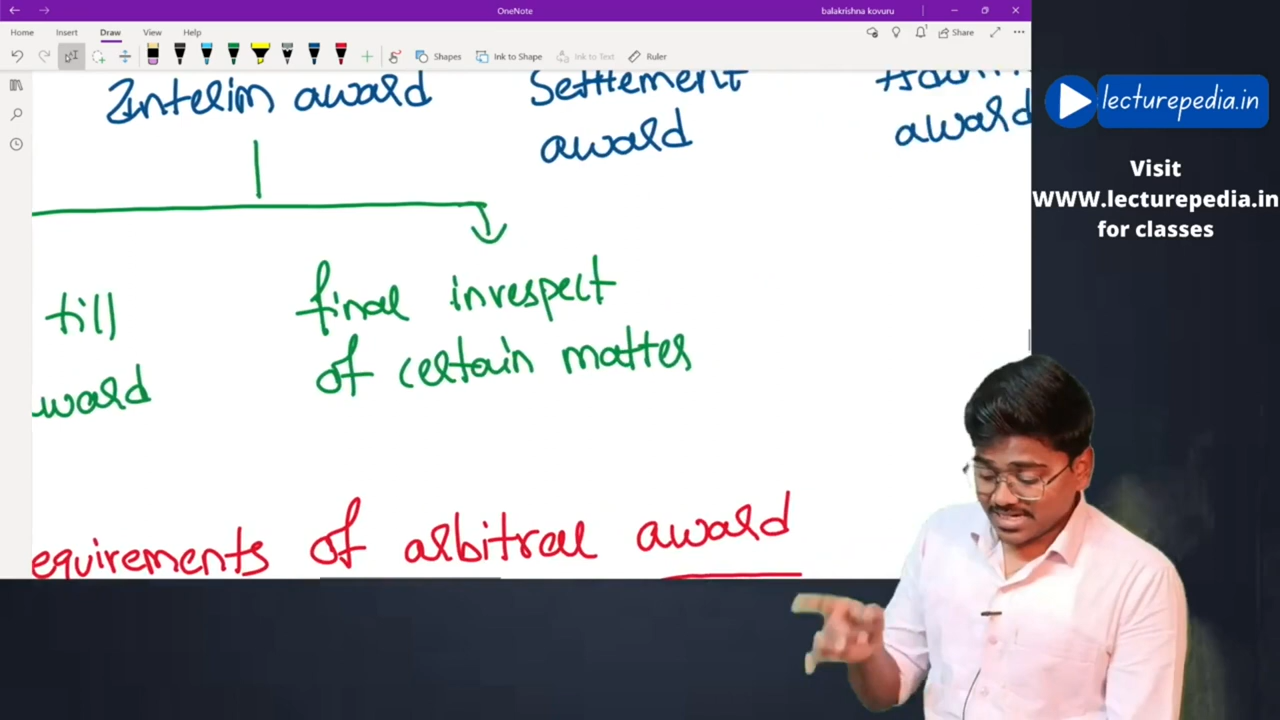 OneNote
balakrishna kovuru
Home Insert Draw View Help
Share
Shapes Ink to Shape Ink to Text Ruler
Interim award
Settlement
award
award
till
ward
final inrespect
of certain matter
equirements of arbitral award
lecturepedia.in
Visit
WWW.lecturepedia.in
for classes